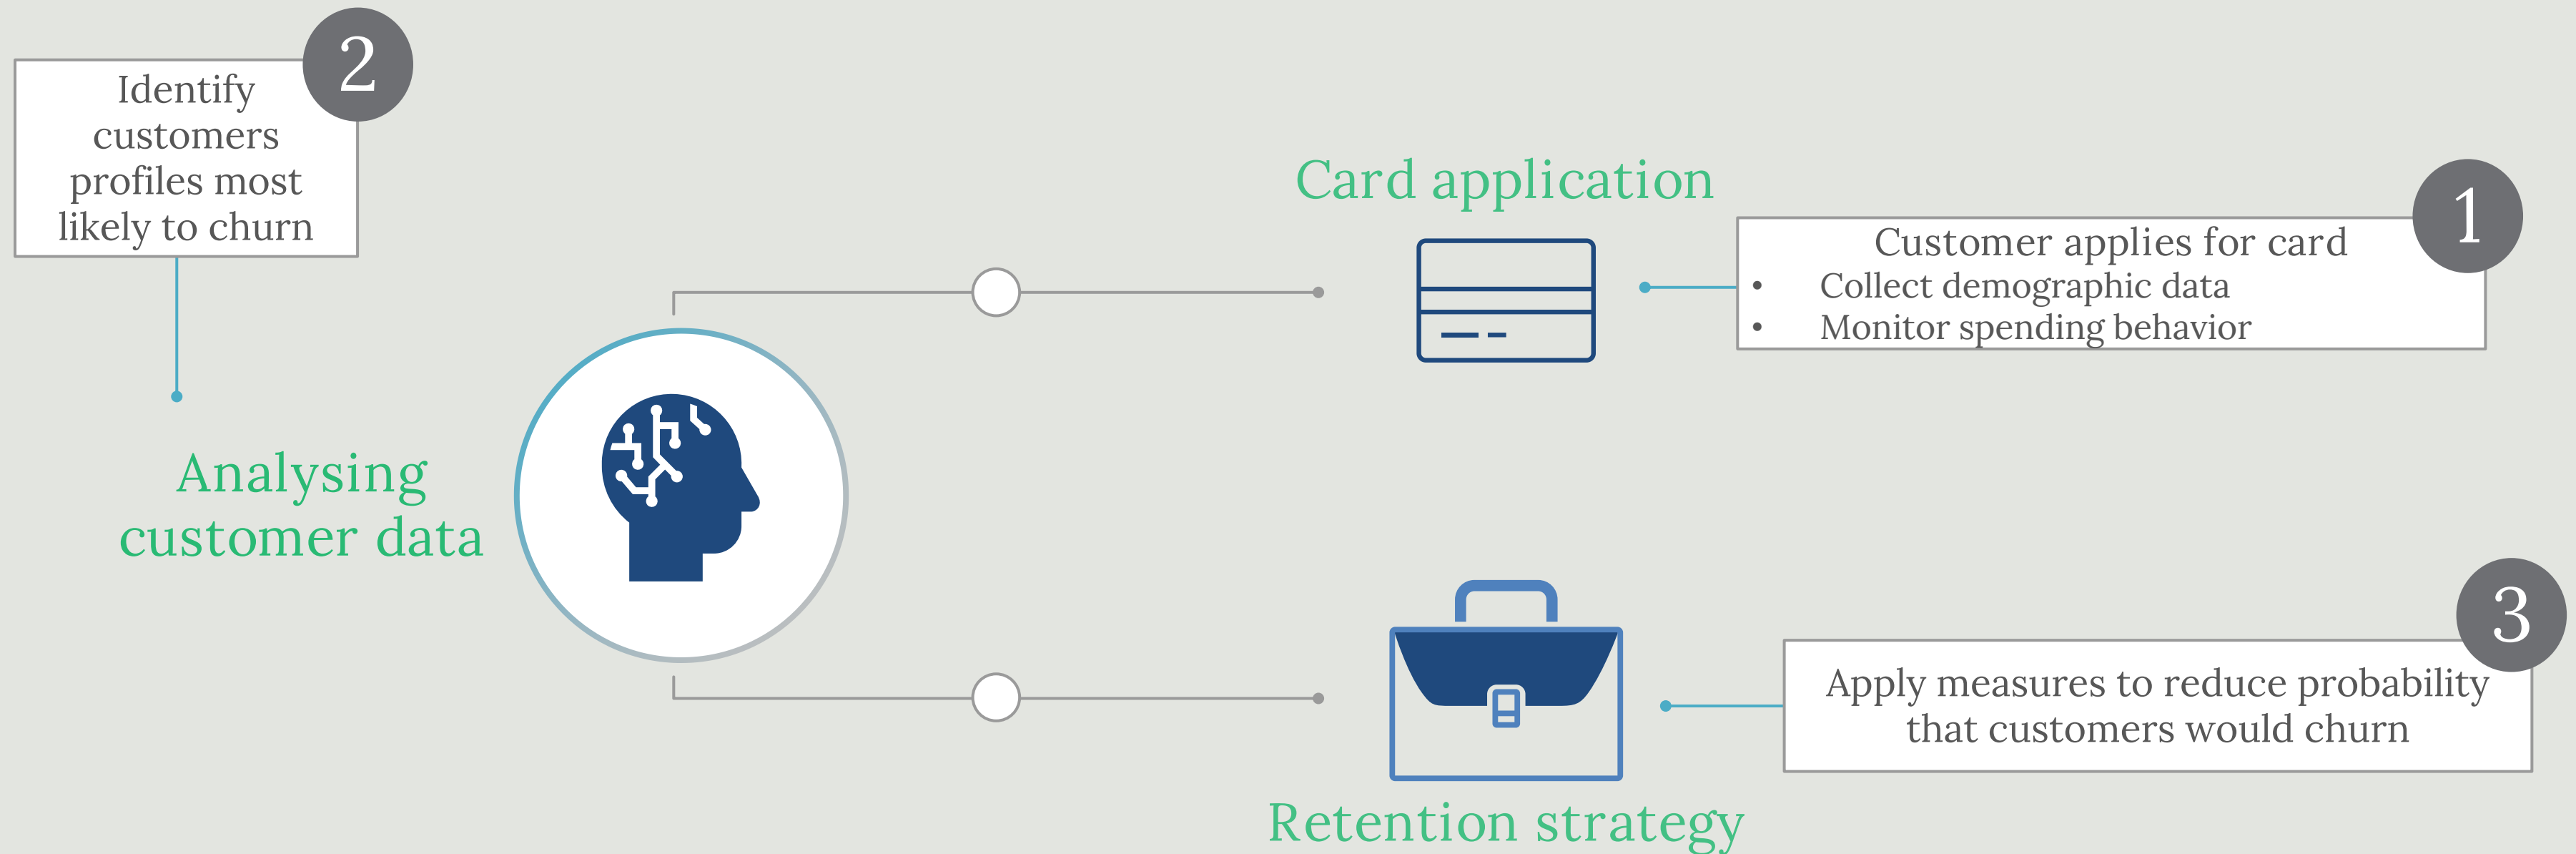 2
Identify
customers
profiles most
likely to churn
Analysing
customer data
Card application
1
Customer applies for card
• Collect demographic data
• Monitor spending behavior
3
Apply measures to reduce probability
that customers would churn
Retention strategy